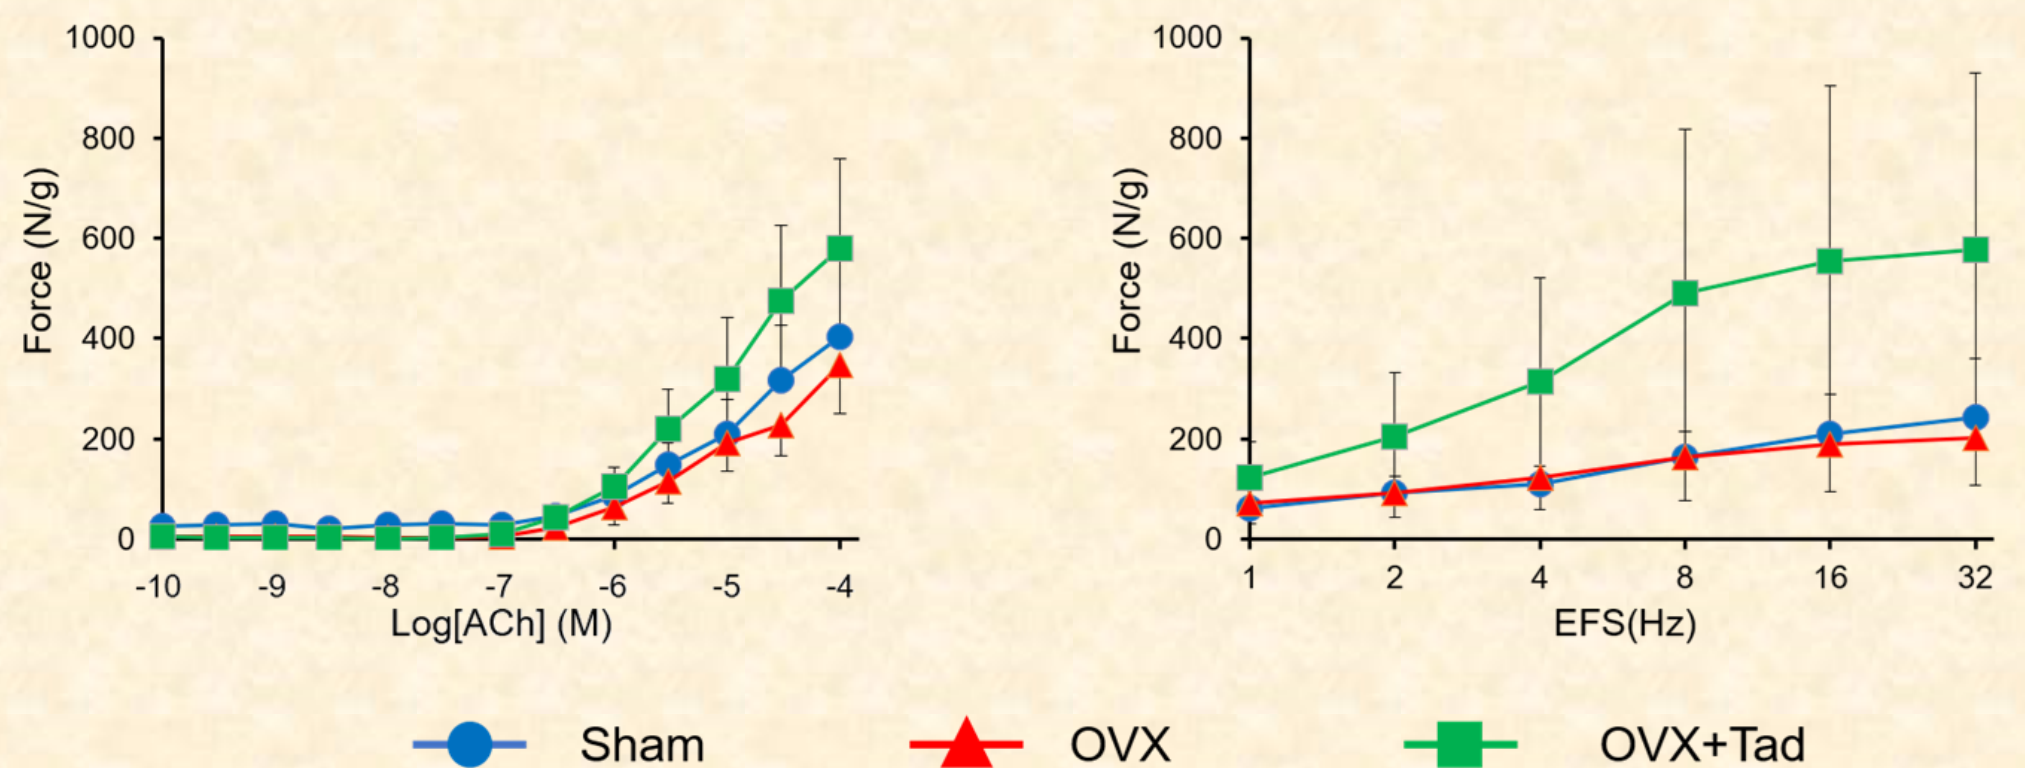 1000
800
600
400
200
0
Force (N/g)
-10 -9 -8 -7 -6 -5 -4
Log[ACh] (M)
1000
800
600
400
200
0
Force (N/g)
1 2 4 8 16 32
EFS(Hz)
Sham OVX OVX+Tad